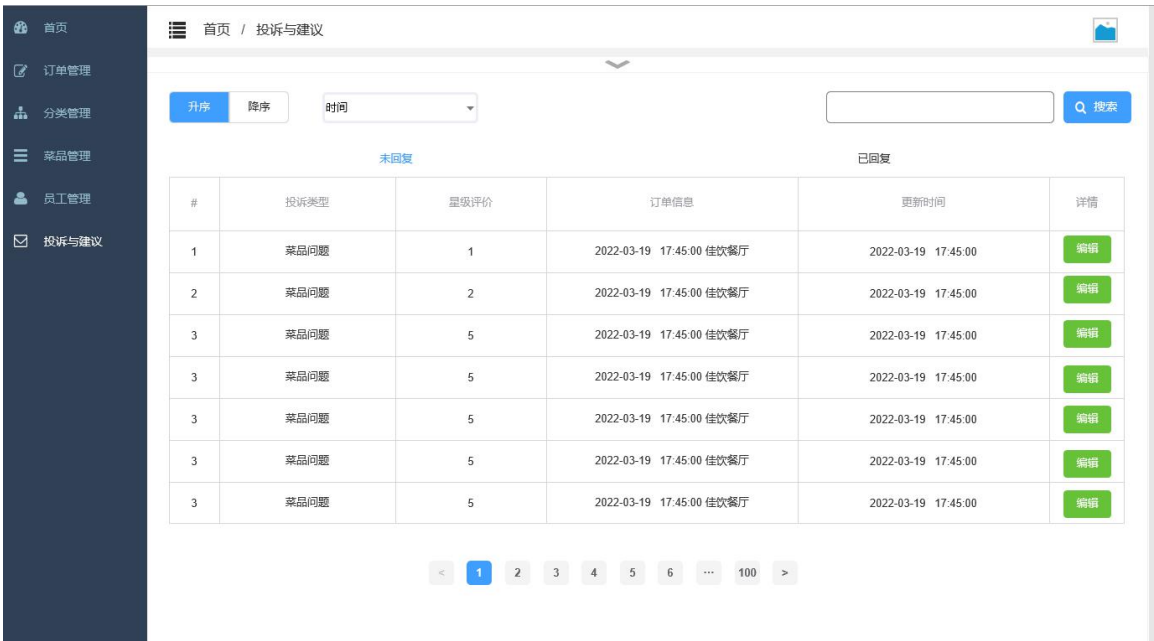 首页
订单管理
分类管理
菜品管理
员工管理
投诉与建议
首页 / 投诉与建议
升序 降序 时间 搜索
未回复 已回复
# 投诉类型 星级评价 订单信息 更新时间 详情
1 菜品问题 1 2022-03-19 17:45:00 佳饮餐厅 2022-03-19 17:45:00 编辑
2 菜品问题 2 2022-03-19 17:45:00 佳饮餐厅 2022-03-19 17:45:00 编辑
3 菜品问题 5 2022-03-19 17:45:00 佳饮餐厅 2022-03-19 17:45:00 编辑
3 菜品问题 5 2022-03-19 17:45:00 佳饮餐厅 2022-03-19 17:45:00 编辑
3 菜品问题 5 2022-03-19 17:45:00 佳饮餐厅 2022-03-19 17:45:00 编辑
3 菜品问题 5 2022-03-19 17:45:00 佳饮餐厅 2022-03-19 17:45:00 编辑
3 菜品问题 5 2022-03-19 17:45:00 佳饮餐厅 2022-03-19 17:45:00 编辑
< 1 2 3 4 5 6 ... 100 >